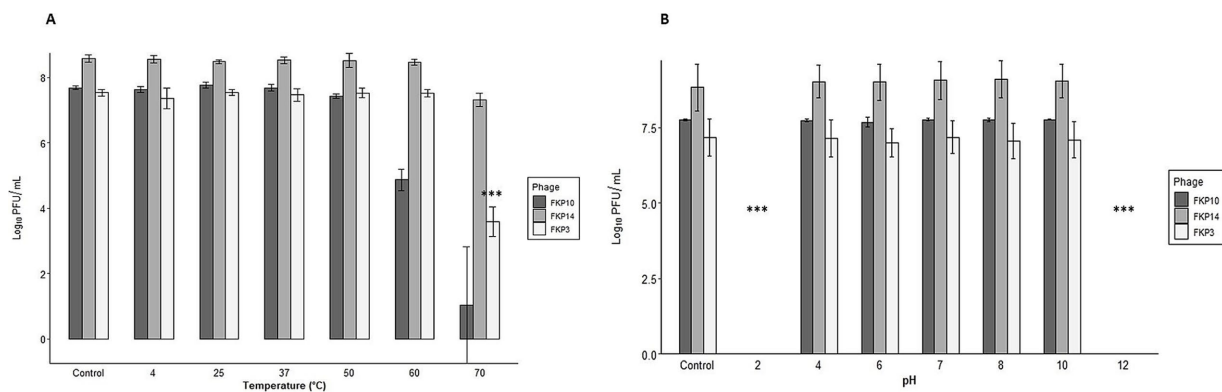 A
8
6
4
2
0
Log10 PFU/ mL
***
Control 4 25 37 50 60 70
Temperature (°C)
Phage
FKP10
FKP14
FKP3
B
7.5
5.0
2.5
0.0
Log10 PFU/ mL
*** ***
Control 2 4 6 7 8 10 12
pH
Phage
FKP10
FKP14
FKP3